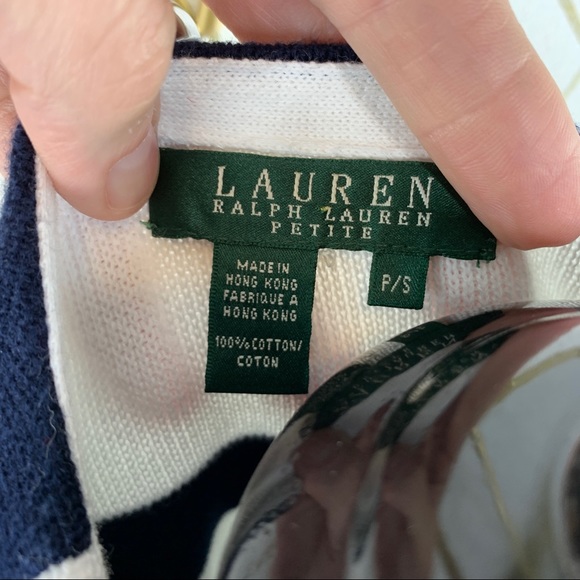 LAUREN
RALPH LAUREN
PETITE
MADE IN
HONG KONG
FABRIQUE A
HONG KONG
100% COTTON/
COTON
P/S